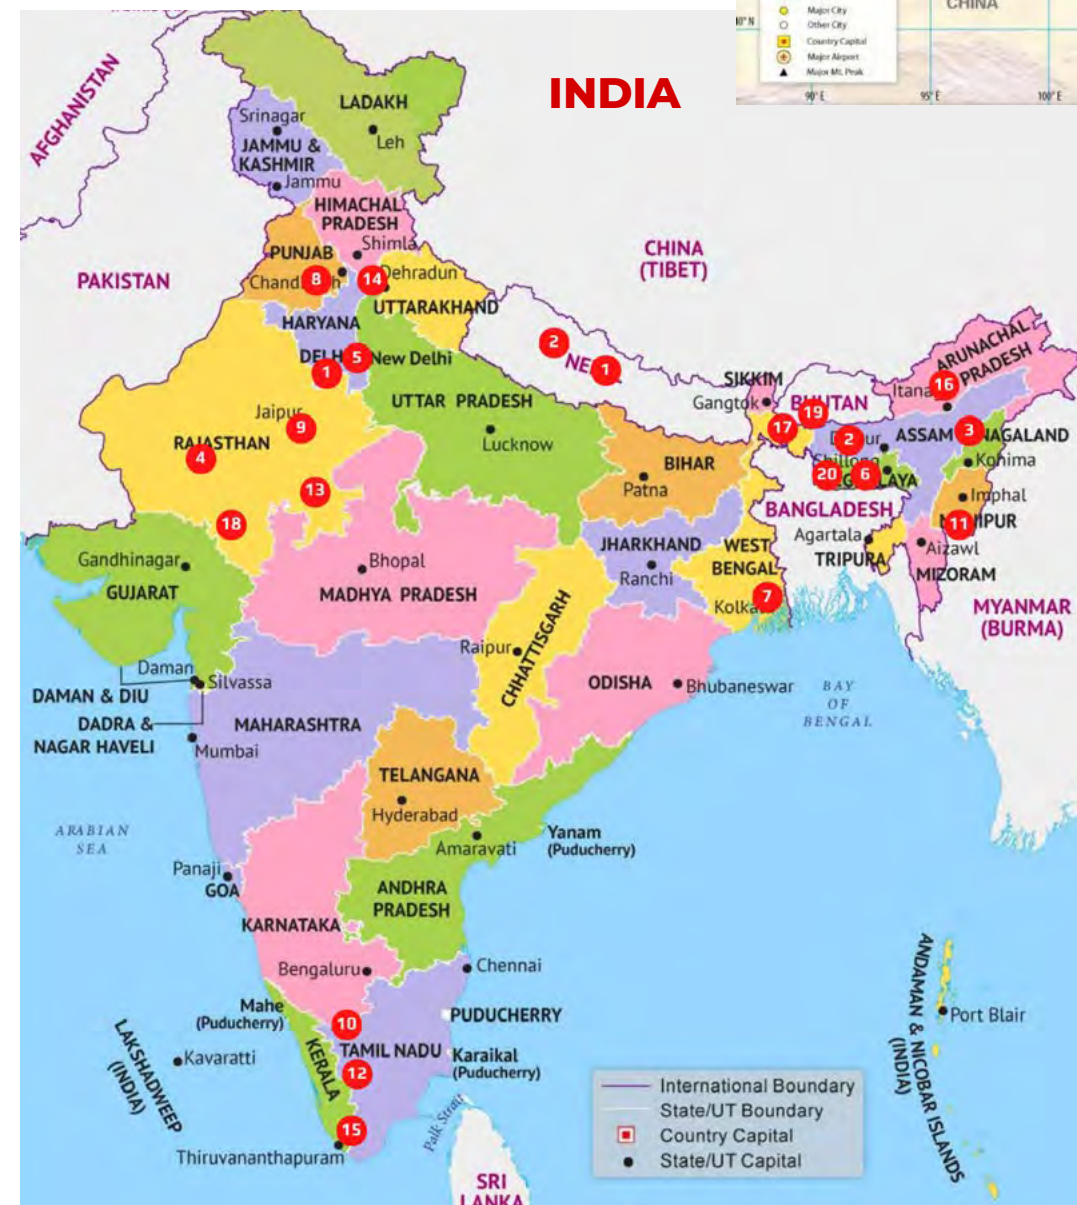 CHINA
Major City
Other City
Country Capital
Major Airport
Major Mt. Peak
90° E
95° E
100° E
INDIA
AFGHANISTAN
LADAKH
Srinagar
Leh
JAMMU &
KASHMIR
Jammu
HIMACHAL
PRADESH
Shimla
CHINA
(TIBET)
PUNJAB
PAKISTAN
8
14
Dehradun
UTTARAKHAND
HARYANA
2
1
5
New Delhi
1
ARUNACHAL
PRADESH
16
SIKKIM
Gangtok
BHUTAN
19
UTTAR PRADESH
Jaipur
9
17
2
ASSAM
3
NAGALAND
RAJASTHAN
4
Lucknow
BIHAR
Patna
20
6
Kohima
13
18
BANGLADESH
Imphal
11
Agartala
TRIPURA
Aizawl
MIZORAM
Gandhinagar
GUJARAT
Bhopal
MADHYA PRADESH
JHARKHAND
Ranchi
WEST
BENGAL
7
MYANMAR
(BURMA)
Raipur
CHHATTISGARH
Daman
Silvassa
DAMAN & DIU
DADRA &
NAGAR HAVELI
ODISHA
Bhubaneswar
BAY
OF
BENGAL
MAHARASHTRA
Mumbai
TELANGANA
Hyderabad
ARABIAN
SEA
Amaravati
Yanam
(Puducherry)
Panaji
GOA
ANDHRA
PRADESH
KARNATAKA
Bengaluru
Chennai
Mahe
(Puducherry)
10
PUDUCHERRY
LAKSHADWEEP
(INDIA)
Kavaratti
KERALA
TAMIL NADU
12
Karaikal
(Puducherry)
15
Thiruvananthapuram
Palk Strait
SRI
LANKA
ANDAMAN & NICOBAR ISLANDS
(INDIA)
Port Blair
International Boundary
State/UT Boundary
Country Capital
State/UT Capital